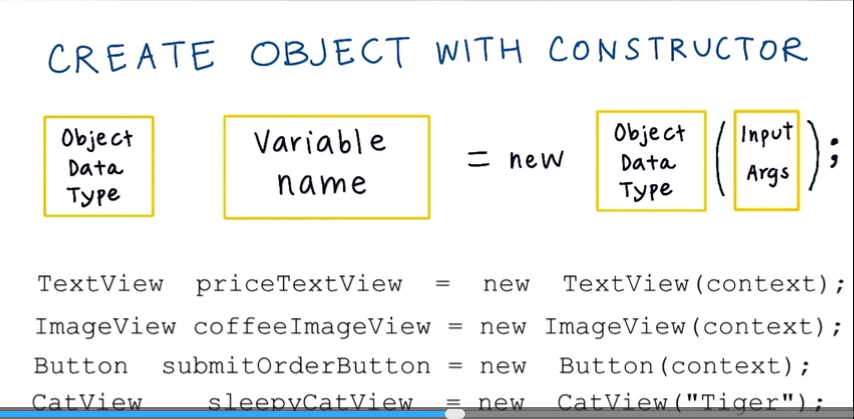 CREATE OBJECT WITH CONSTRUCTOR
Object Data Type Variable name = new Object Data Type ( Input Args );
TextView priceTextView = new TextView(context);
ImageView coffeeImageView = new ImageView(context);
Button submitOrderButton = new Button(context);
CatView sleepyCatView = new CatView("Tiger");